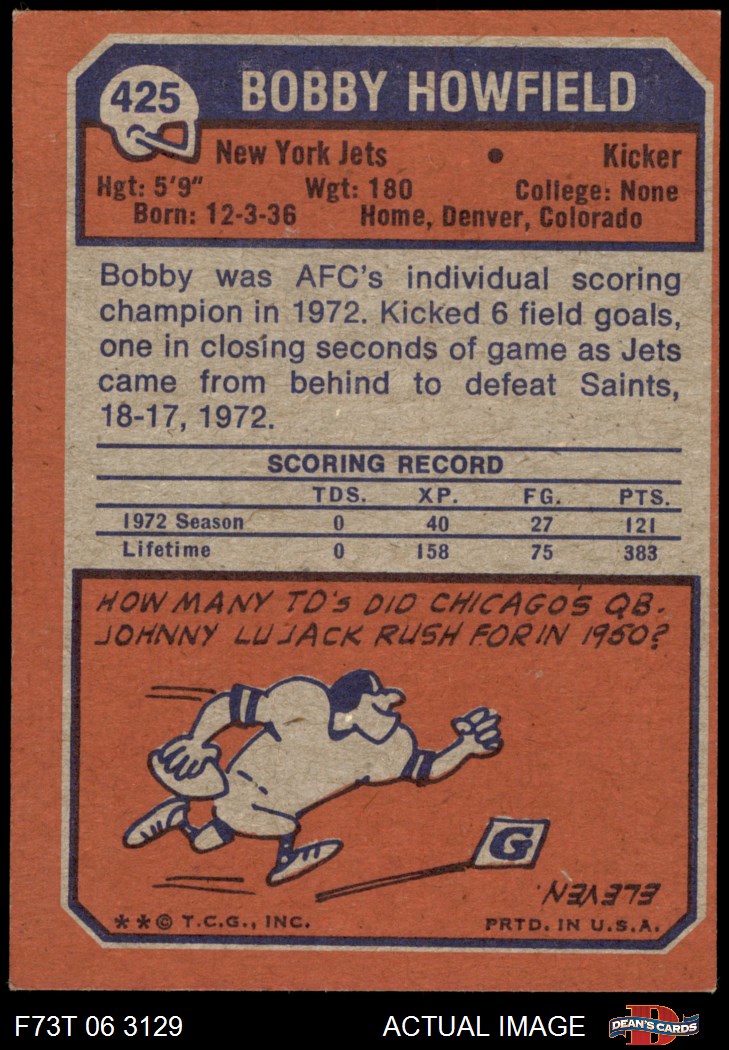 425 BOBBY HOWFIELD
New York Jets • Kicker
Hgt: 5'9" Wgt: 180 College: None
Born: 12-3-36 Home, Denver, Colorado
Bobby was AFC's individual scoring
champion in 1972. Kicked 6 field goals,
one in closing seconds of game as Jets
came from behind to defeat Saints,
18-17, 1972.
SCORING RECORD
TDS. XP. FG. PTS.
1972 Season 0 40 27 121
Lifetime 0 158 75 383
HOW MANY TD's DID CHICAGO'S QB.
JOHNNY LUJACK RUSH FOR IN 1950?
G
ELEVEN.
**© T.C.G., INC. PRTD. IN U.S.A.
F73T 06 3129 ACTUAL IMAGE D DEAN'S CARDS